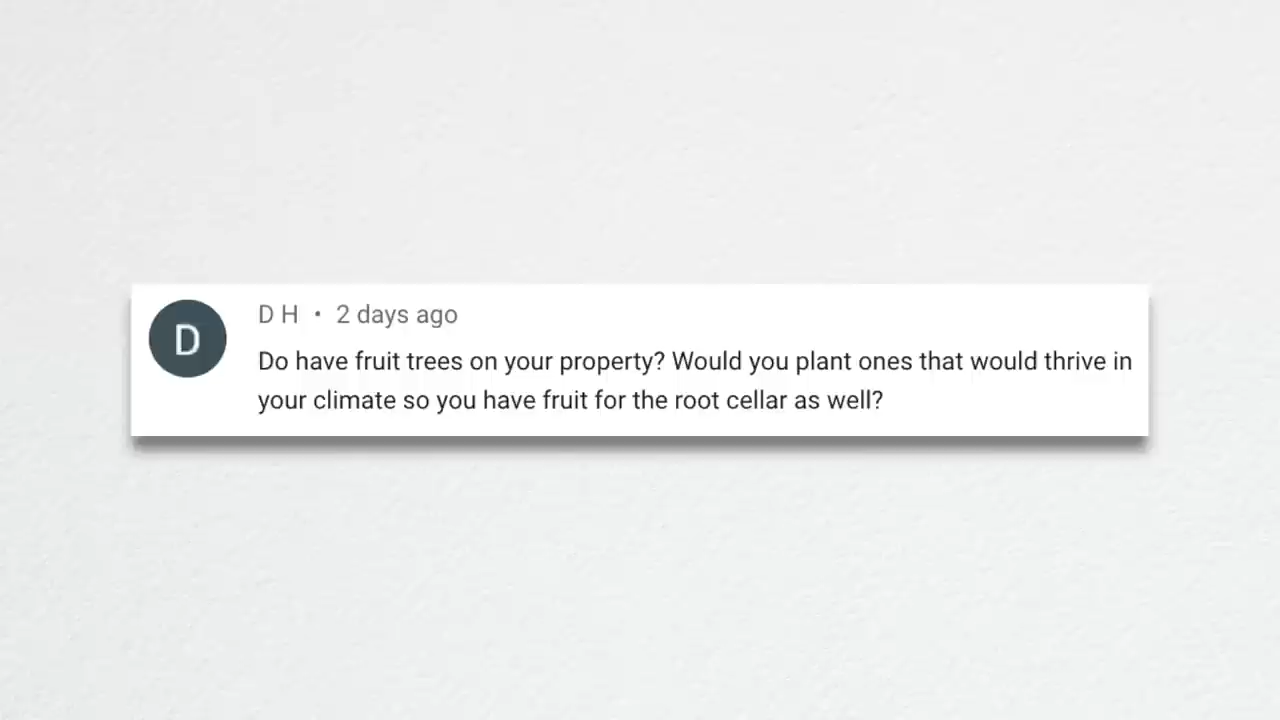 D
D H • 2 days ago
Do have fruit trees on your property? Would you plant ones that would thrive in
your climate so you have fruit for the root cellar as well?